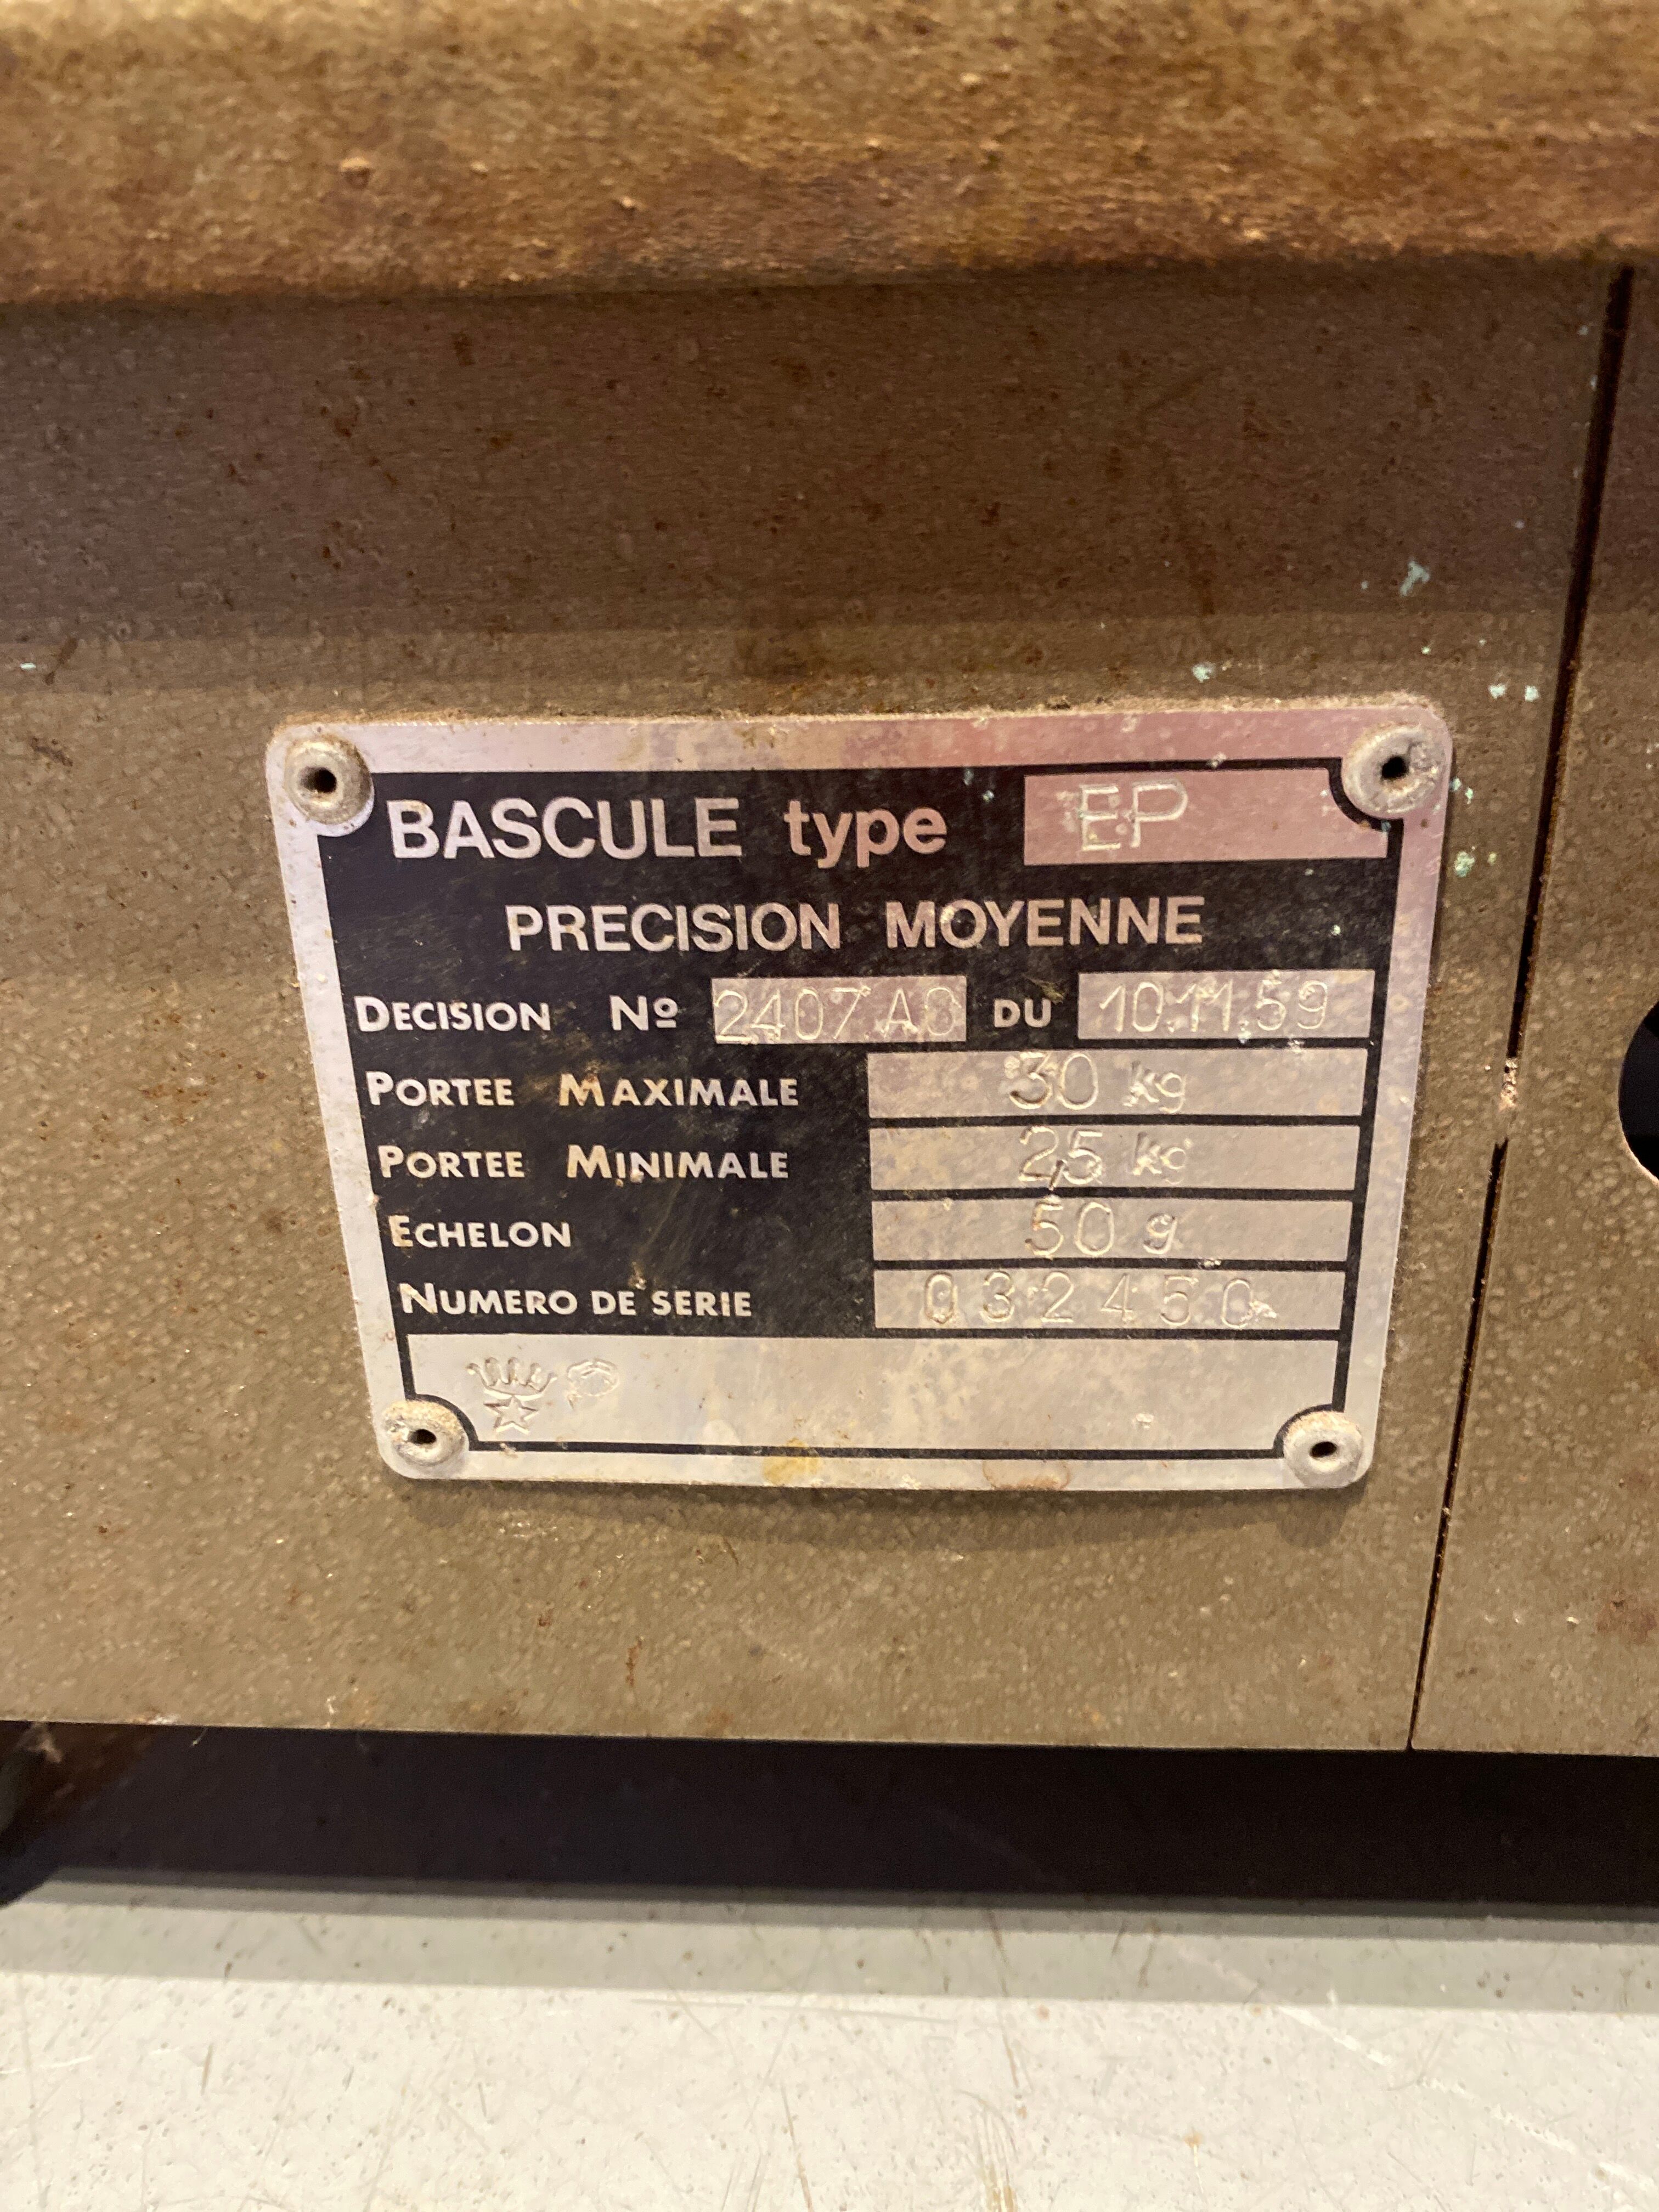 BASCULE type EP
PRECISION MOYENNE
DECISION Nº 2407 A8 DU 10.11.59
PORTEE MAXIMALE 30 kg
PORTEE MINIMALE 2,5 kg
ECHELON 50 g
NUMERO DE SERIE 032450
P